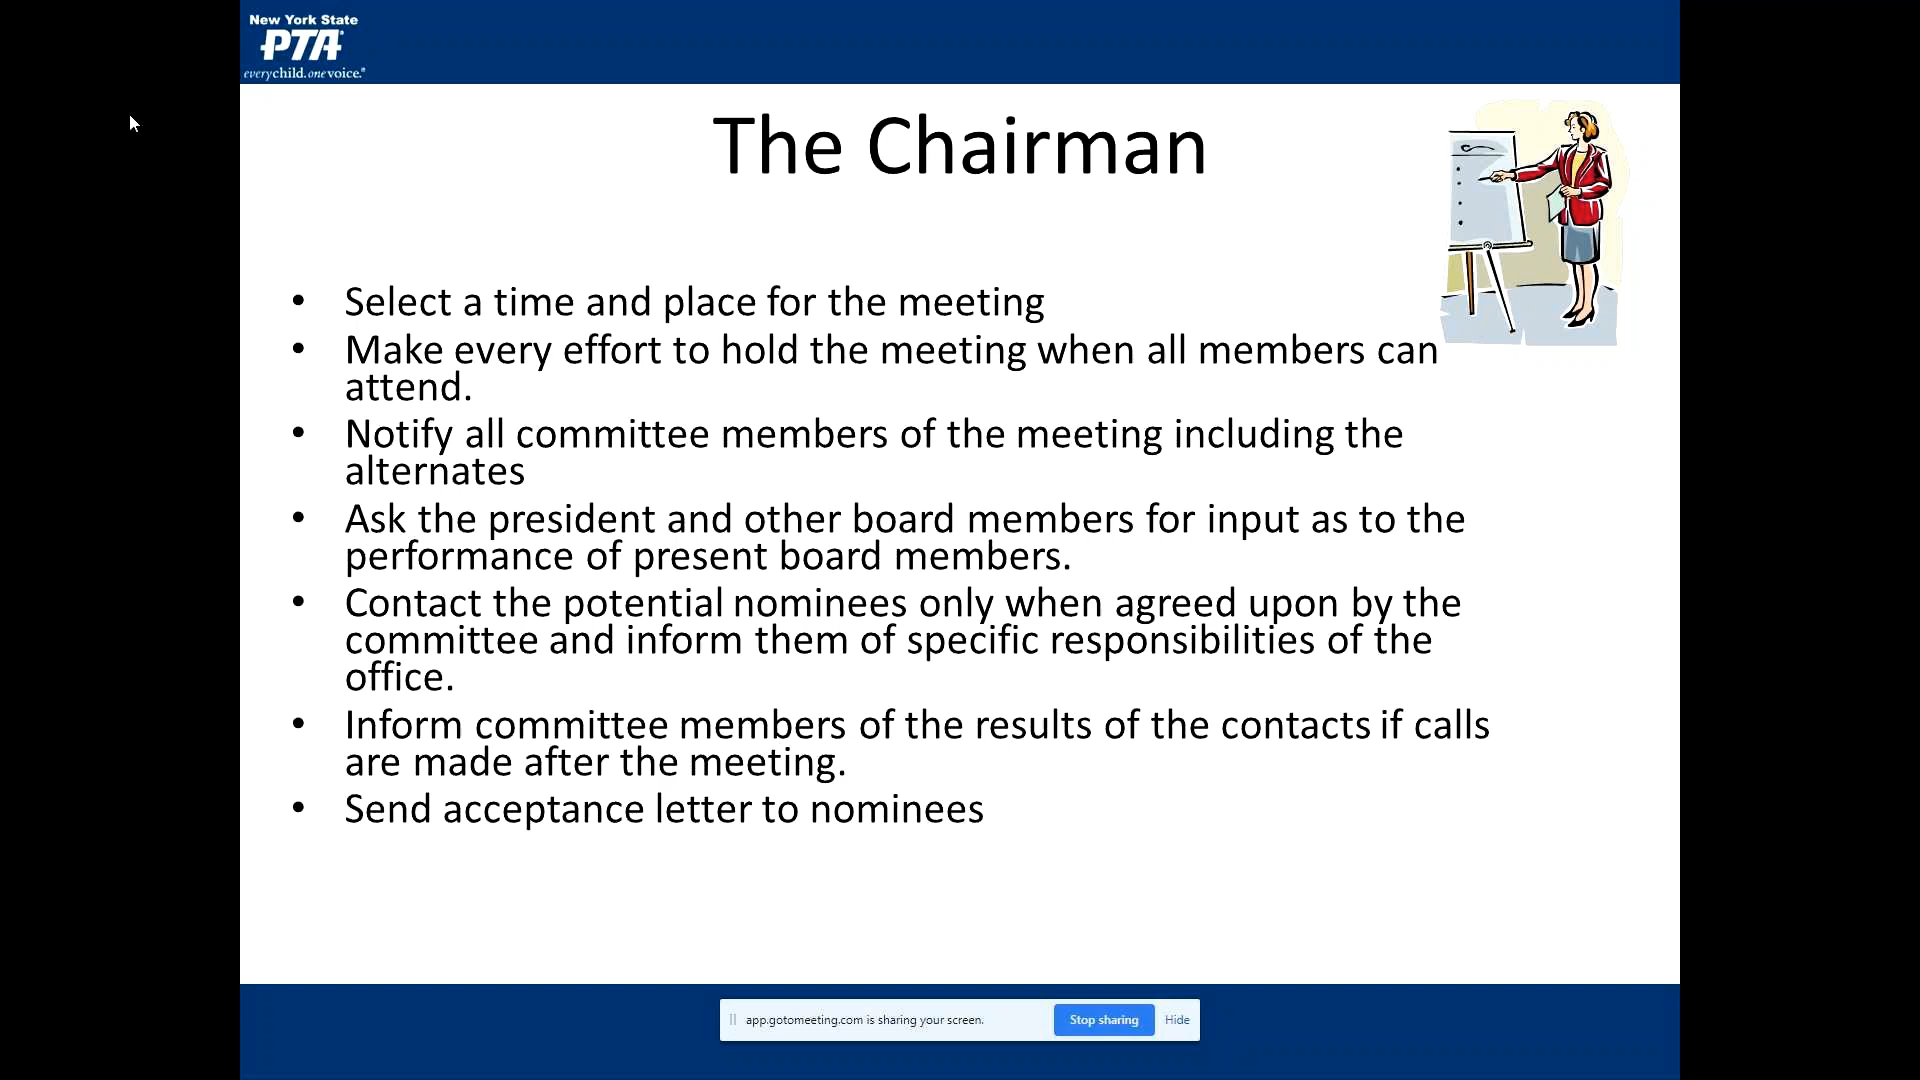 New York State
PTA
everychild.onevoice.®
The Chairman
• Select a time and place for the meeting
• Make every effort to hold the meeting when all members can
attend.
• Notify all committee members of the meeting including the
alternates
• Ask the president and other board members for input as to the
performance of present board members.
• Contact the potential nominees only when agreed upon by the
committee and inform them of specific responsibilities of the
office.
• Inform committee members of the results of the contacts if calls
are made after the meeting.
• Send acceptance letter to nominees
app.gotomeeting.com is sharing your screen. Stop sharing Hide